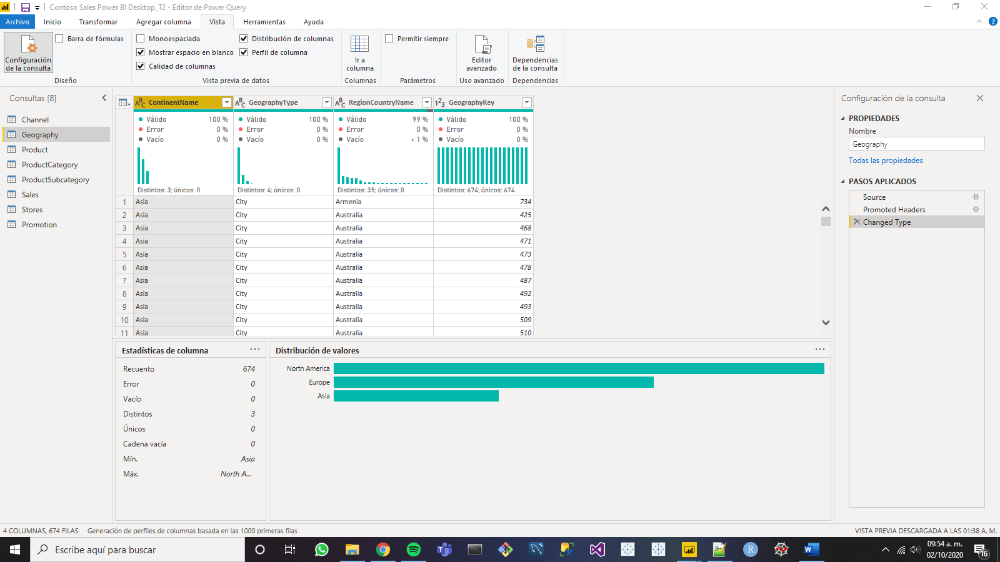 Contoso Sales Power BI Desktop_T2 - Editor de Power Query
Archivo Inicio Transformar Agregar columna Vista Herramientas Ayuda
Configuración de la consulta
Barra de fórmulas
Diseño
Monoespaciada
Mostrar espacio en blanco
Calidad de columnas
Distribución de columnas
Perfil de columna
Vista previa de datos
Ir a columna
Columnas
Permitir siempre
Parámetros
Editor avanzado
Uso avanzado
Dependencias de la consulta
Dependencias
Consultas [8]
Channel
Geography
Product
ProductCategory
ProductSubcategory
Sales
Stores
Promotion
ContinentName GeographyType RegionCountryName GeographyKey
Válido 100 % Válido 100 % Válido 99 % Válido 100 %
Error 0 % Error 0 % Error 0 % Error 0 %
Vacío 0 % Vacío 0 % Vacío < 1 % Vacío 0 %
Distintos: 3; únicos: 0 Distintos: 4; únicos: 0 Distintos: 35; únicos: 0 Distintos: 674; únicos: 674
1 Asia City Armenia 734
2 Asia City Australia 425
3 Asia City Australia 468
4 Asia City Australia 471
5 Asia City Australia 473
6 Asia City Australia 478
7 Asia City Australia 487
8 Asia City Australia 492
9 Asia City Australia 493
10 Asia City Australia 509
11 Asia City Australia 510
Estadísticas de columna
Recuento 674
Error 0
Vacío 0
Distintos 3
Únicos 0
Cadena vacía 0
Mín. Asia
Máx. North A...
Distribución de valores
North America
Europe
Asia
Configuración de la consulta
PROPIEDADES
Nombre
Geography
Todas las propiedades
PASOS APLICADOS
Source
Promoted Headers
Changed Type
4 COLUMNAS, 674 FILAS Generación de perfiles de columnas basada en las 1000 primeras filas
VISTA PREVIA DESCARGADA A LAS 01:38 A. M.
Escribe aquí para buscar
09:54 a. m.
02/10/2020
16